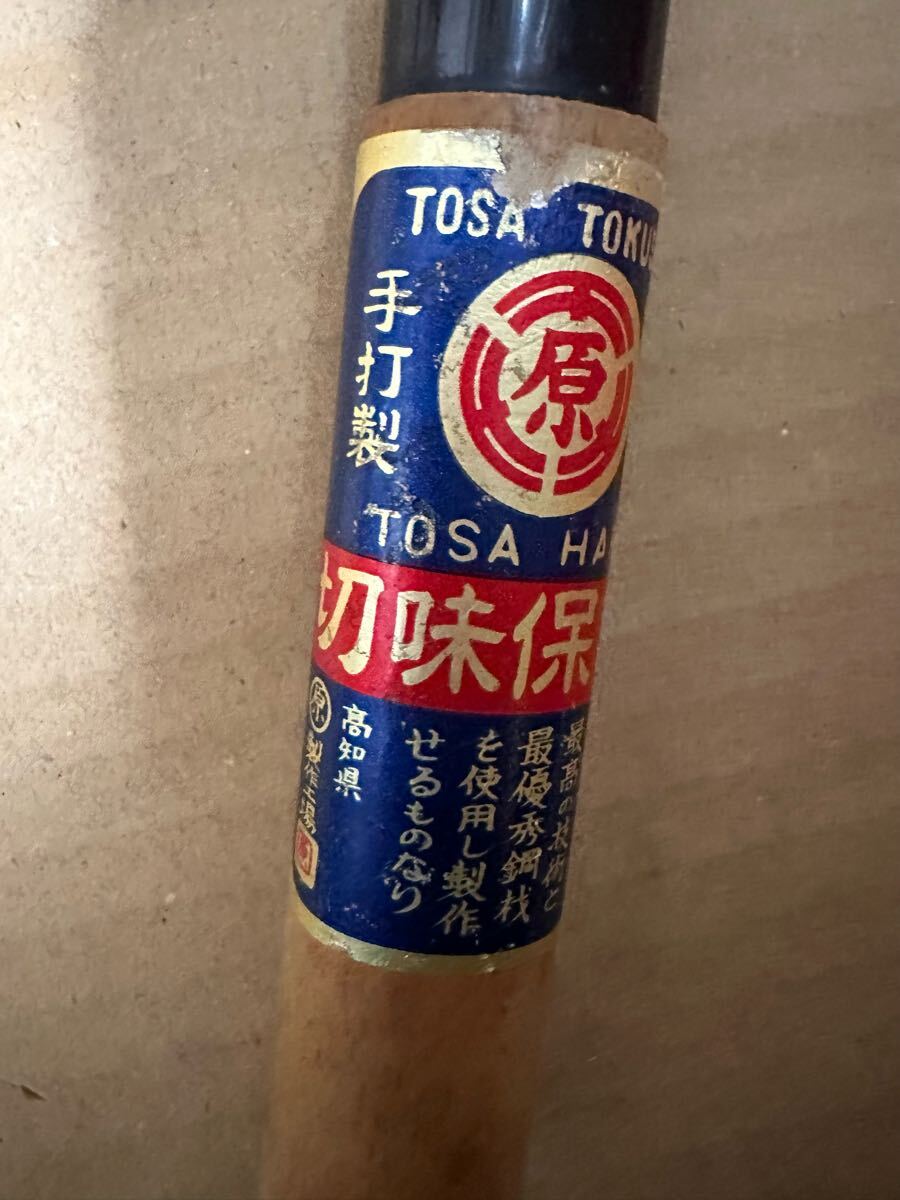 TOSA TOKUS
手打製
原
TOSA HA
切味保
最高の技術と
最優秀鋼材
を使用し製作
せるものなり
高知県
原製作工場